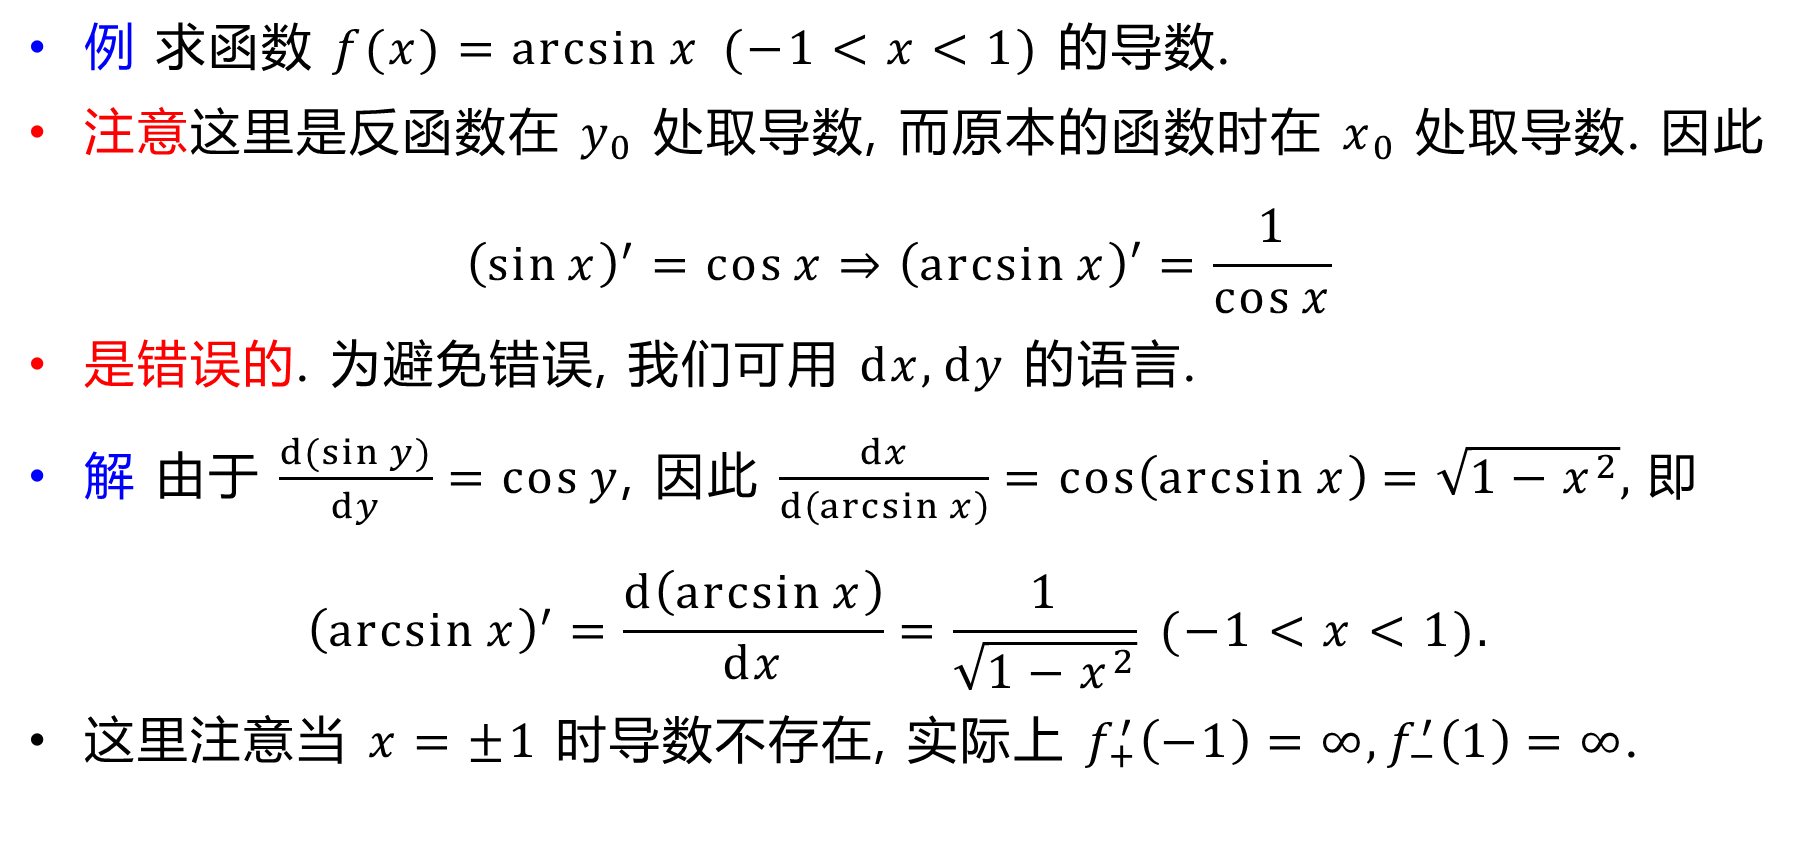 • 例 求函数 f(x) = arcsin x (−1 < x < 1) 的导数.
• 注意这里是反函数在 y₀ 处取导数, 而原本的函数时在 x₀ 处取导数. 因此
(sin x)′ = cos x ⇒ (arcsin x)′ = 1/cos x
• 是错误的. 为避免错误, 我们可用 dx, dy 的语言.
• 解 由于 d(sin y)/dy = cos y, 因此 dx/d(arcsin x) = cos(arcsin x) = √(1 − x²), 即
(arcsin x)′ = d(arcsin x)/dx = 1/√(1 − x²) (−1 < x < 1).
• 这里注意当 x = ±1 时导数不存在, 实际上 f₊′(−1) = ∞, f₋′(1) = ∞.